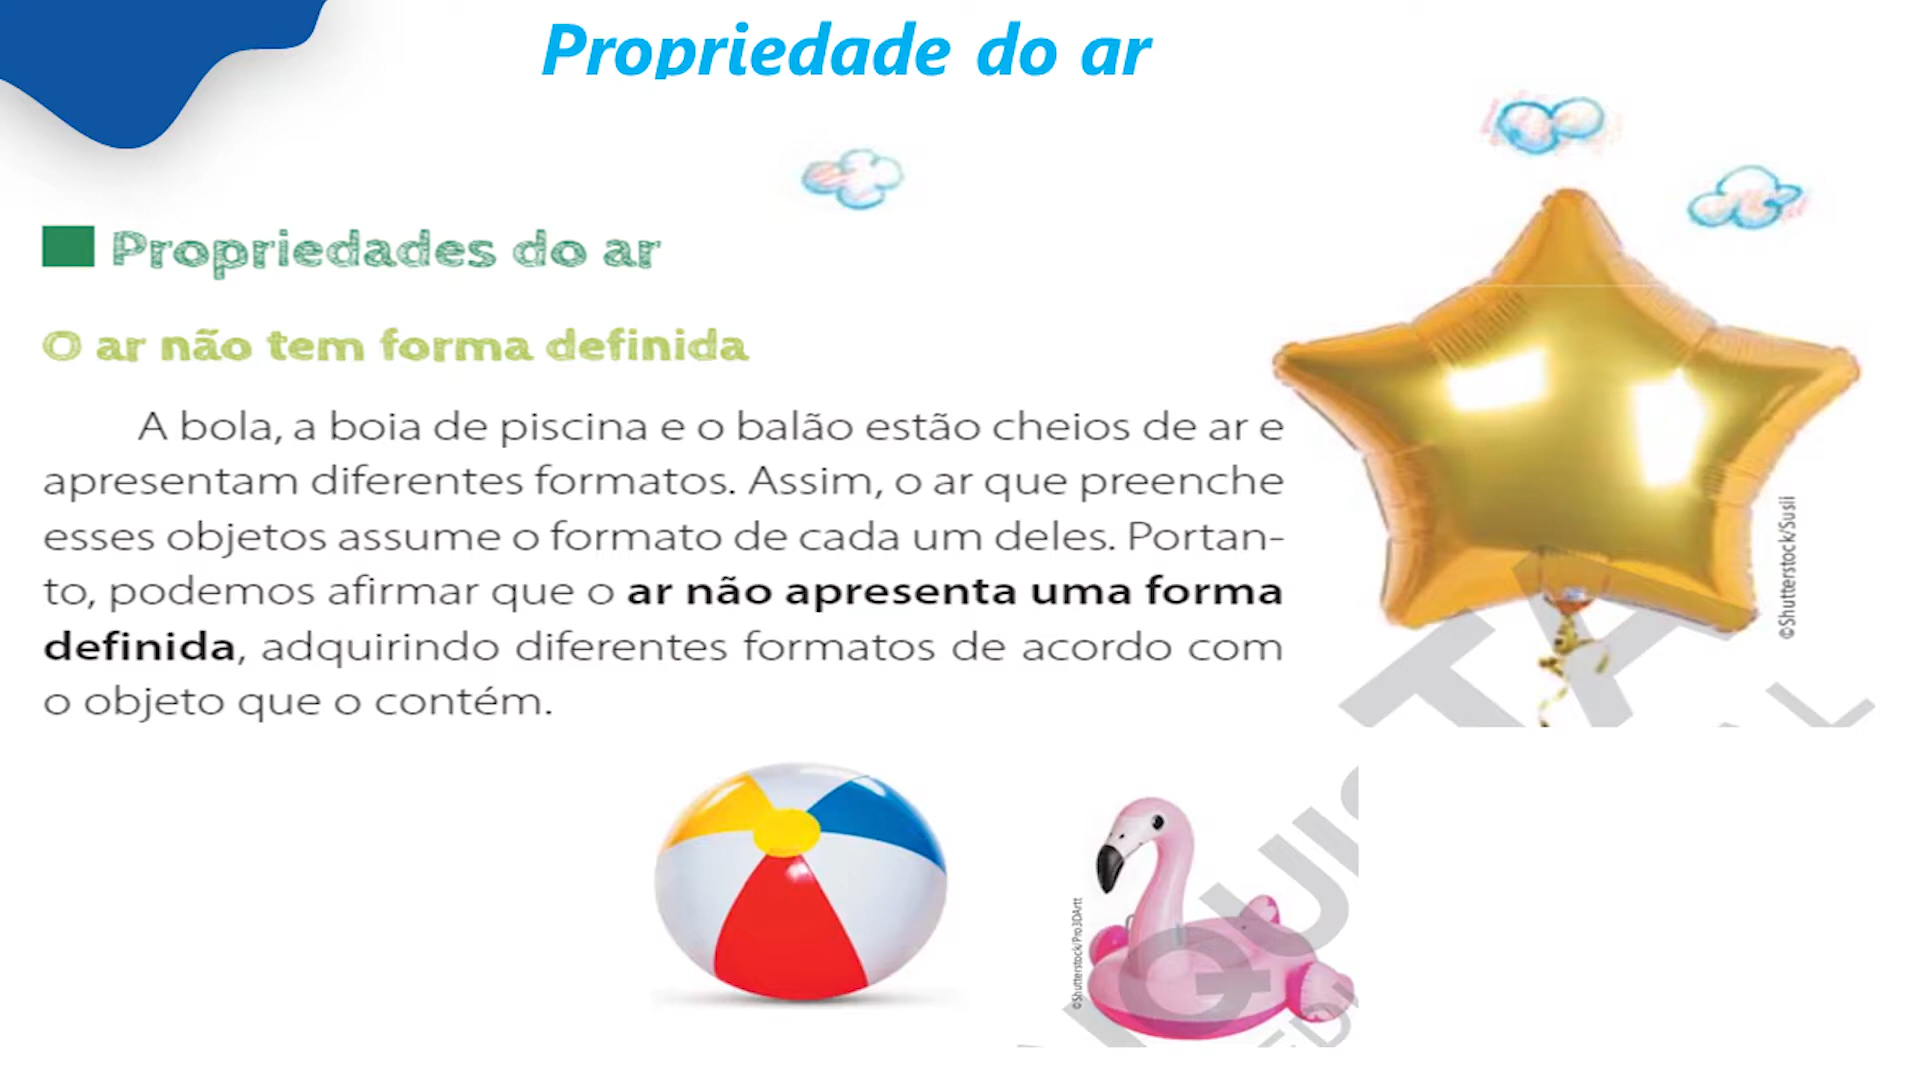 Propriedade do ar
Propriedades do ar
O ar não tem forma definida
A bola, a boia de piscina e o balão estão cheios de ar e
apresentam diferentes formatos. Assim, o ar que preenche
esses objetos assume o formato de cada um deles. Portan-
to, podemos afirmar que o ar não apresenta uma forma
definida, adquirindo diferentes formatos de acordo com
o objeto que o contém.
©Shutterstock/Susii
©Shutterstock/Pro3DArtt